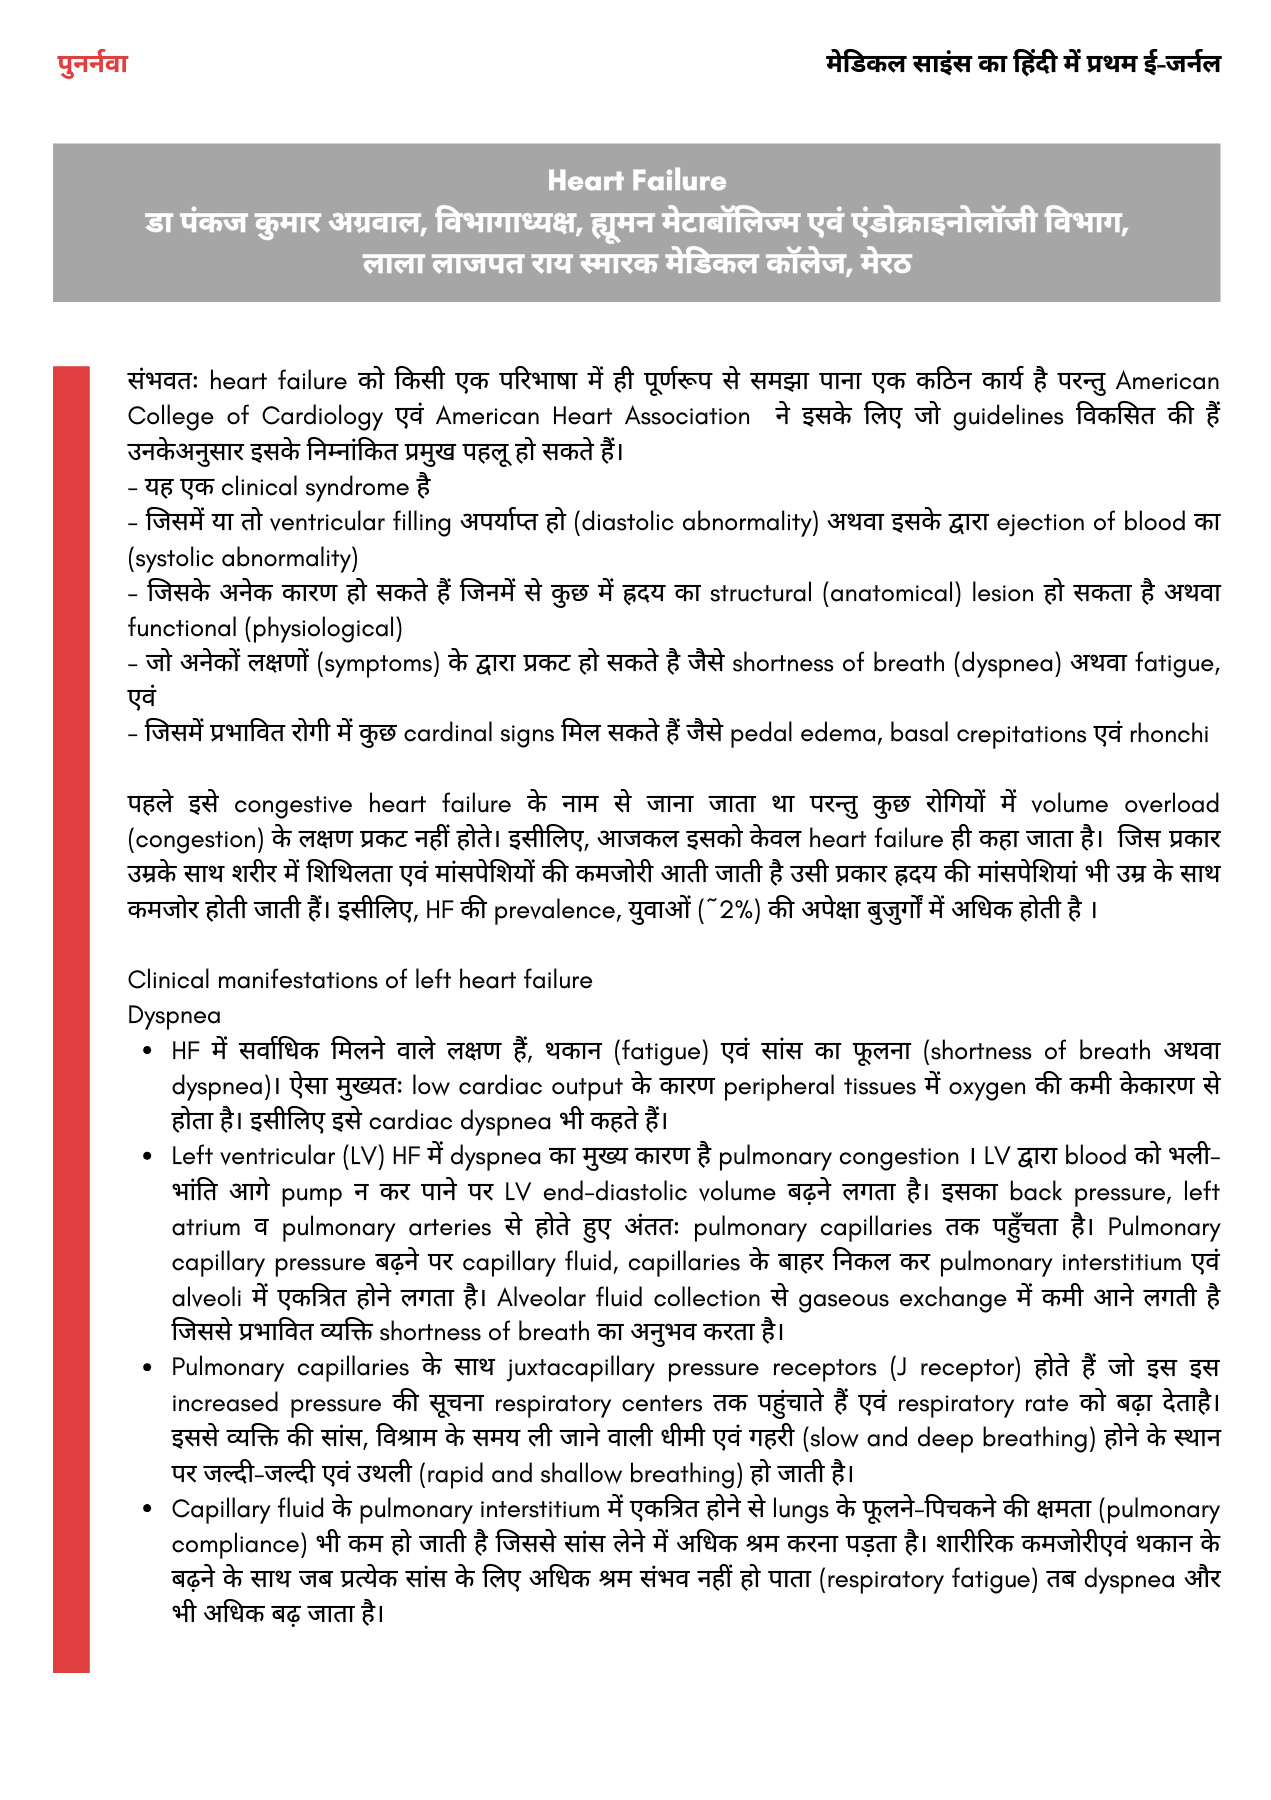 पुनर्नवा
मेडिकल साइंस का हिंदी में प्रथम ई-जर्नल
Heart Failure
डा पंकज कुमार अग्रवाल, विभागाध्यक्ष, ह्यूमन मेटाबॉलिज्म एवं एंडोक्राइनोलॉजी विभाग,
लाला लाजपत राय स्मारक मेडिकल कॉलेज, मेरठ
संभवतः heart failure को किसी एक परिभाषा में ही पूर्णरूप से समझा पाना एक कठिन कार्य है परन्तु American
College of Cardiology एवं American Heart Association ने इसके लिए जो guidelines विकसित की हैं
उनकेअनुसार इसके निम्नांकित प्रमुख पहलू हो सकते हैं।
- यह एक clinical syndrome है
- जिसमें या तो ventricular filling अपर्याप्त हो (diastolic abnormality) अथवा इसके द्वारा ejection of blood का
(systolic abnormality)
- जिसके अनेक कारण हो सकते हैं जिनमें से कुछ में ह्रदय का structural (anatomical) lesion हो सकता है अथवा
functional (physiological)
- जो अनेकों लक्षणों (symptoms) के द्वारा प्रकट हो सकते है जैसे shortness of breath (dyspnea) अथवा fatigue,
एवं
- जिसमें प्रभावित रोगी में कुछ cardinal signs मिल सकते हैं जैसे pedal edema, basal crepitations एवं rhonchi
पहले इसे congestive heart failure के नाम से जाना जाता था परन्तु कुछ रोगियों में volume overload
(congestion) के लक्षण प्रकट नहीं होते। इसीलिए, आजकल इसको केवल heart failure ही कहा जाता है। जिस प्रकार
उम्रके साथ शरीर में शिथिलता एवं मांसपेशियों की कमजोरी आती जाती है उसी प्रकार ह्रदय की मांसपेशियां भी उम्र के साथ
कमजोर होती जाती हैं। इसीलिए, HF की prevalence, युवाओं (~2%) की अपेक्षा बुजुर्गों में अधिक होती है ।
Clinical manifestations of left heart failure
Dyspnea
• HF में सर्वाधिक मिलने वाले लक्षण हैं, थकान (fatigue) एवं सांस का फूलना (shortness of breath अथवा
dyspnea)। ऐसा मुख्यतः low cardiac output के कारण peripheral tissues में oxygen की कमी केकारण से
होता है। इसीलिए इसे cardiac dyspnea भी कहते हैं।
• Left ventricular (LV) HF में dyspnea का मुख्य कारण है pulmonary congestion । LV द्वारा blood को भली-
भांति आगे pump न कर पाने पर LV end-diastolic volume बढ़ने लगता है। इसका back pressure, left
atrium व pulmonary arteries से होते हुए अंततः pulmonary capillaries तक पहुँचता है। Pulmonary
capillary pressure बढ़ने पर capillary fluid, capillaries के बाहर निकल कर pulmonary interstitium एवं
alveoli में एकत्रित होने लगता है। Alveolar fluid collection से gaseous exchange में कमी आने लगती है
जिससे प्रभावित व्यक्ति shortness of breath का अनुभव करता है।
• Pulmonary capillaries के साथ juxtacapillary pressure receptors (J receptor) होते हैं जो इस इस
increased pressure की सूचना respiratory centers तक पहुंचाते हैं एवं respiratory rate को बढ़ा देताहै।
इससे व्यक्ति की सांस, विश्राम के समय ली जाने वाली धीमी एवं गहरी (slow and deep breathing) होने के स्थान
पर जल्दी-जल्दी एवं उथली (rapid and shallow breathing) हो जाती है।
• Capillary fluid के pulmonary interstitium में एकत्रित होने से lungs के फूलने-पिचकने की क्षमता (pulmonary
compliance) भी कम हो जाती है जिससे सांस लेने में अधिक श्रम करना पड़ता है। शारीरिक कमजोरीएवं थकान के
बढ़ने के साथ जब प्रत्येक सांस के लिए अधिक श्रम संभव नहीं हो पाता (respiratory fatigue) तब dyspnea और
भी अधिक बढ़ जाता है।